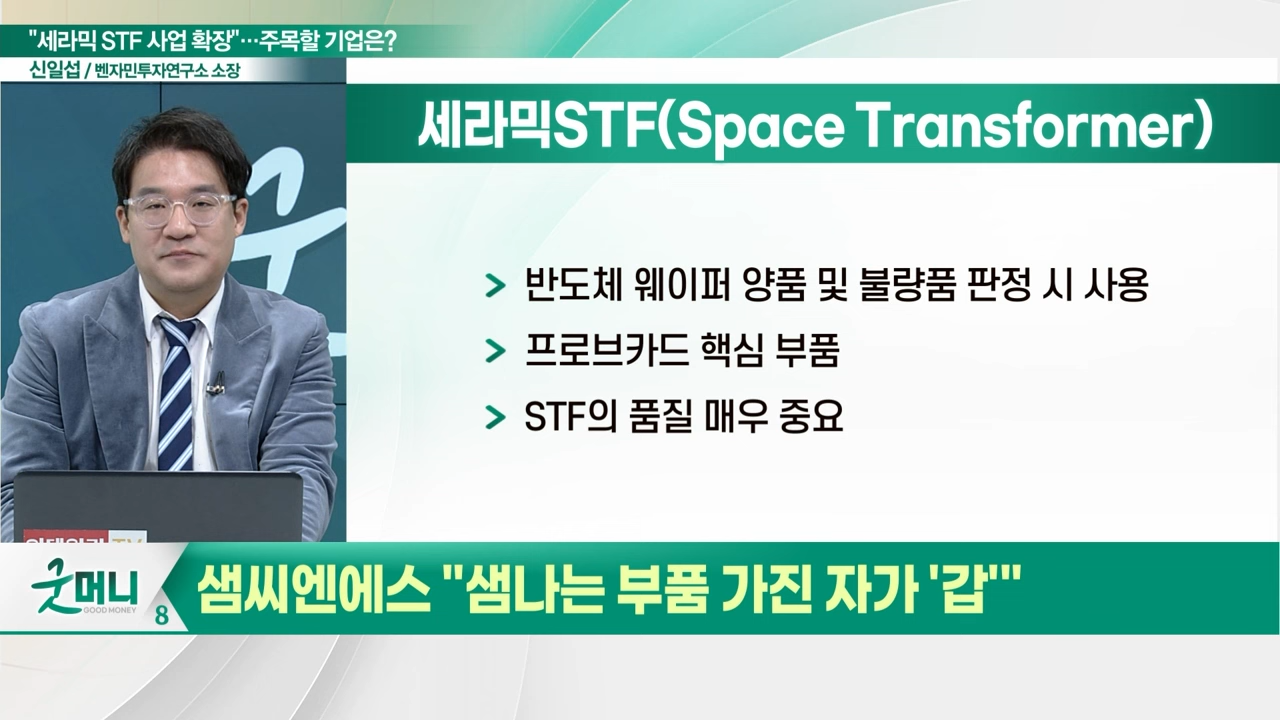 "세라믹 STF 사업 확장"…주목할 기업은?
신일섭 / 벤자민투자연구소 소장
세라믹STF(Space Transformer)
> 반도체 웨이퍼 양품 및 불량품 판정 시 사용
> 프로브카드 핵심 부품
> STF의 품질 매우 중요
굿머니
GOOD MONEY
8
샘씨엔에스 "샘나는 부품 가진 자가 '갑'"